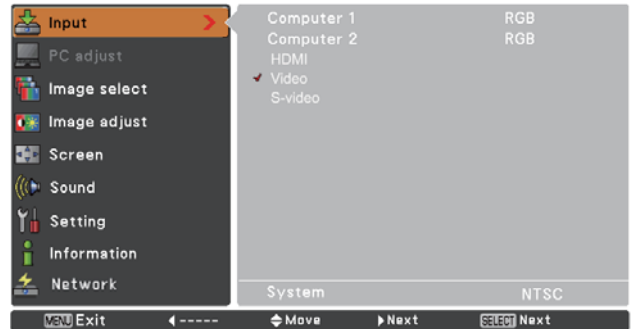 Input
PC adjust
Image select
Image adjust
Screen
Sound
Setting
Information
Network
Computer 1 RGB
Computer 2 RGB
HDMI
Video
S-video
System NTSC
MENU Exit ----- Move Next SELECT Next